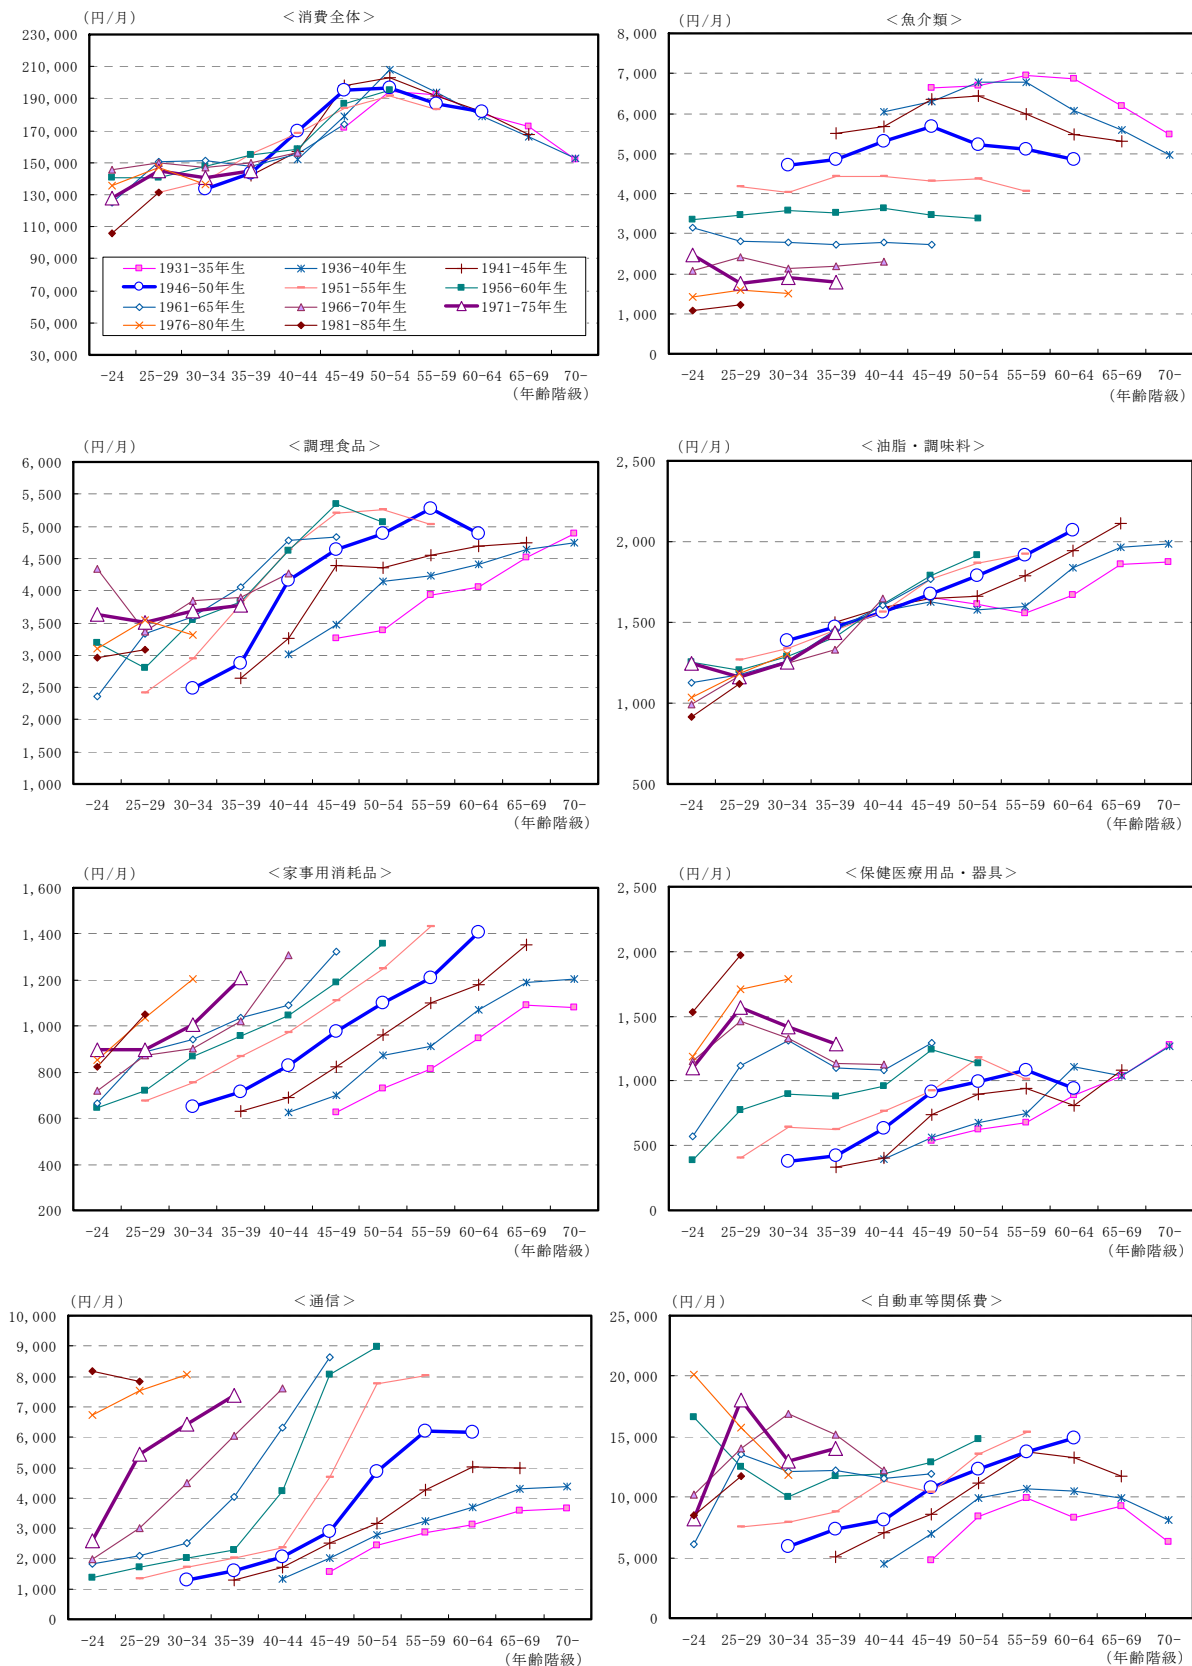 (円/月) ＜消費全体＞
230,000
210,000
190,000
170,000
150,000
130,000
110,000
90,000
70,000
50,000
30,000
1931-35年生 1936-40年生 1941-45年生
1946-50年生 1951-55年生 1956-60年生
1961-65年生 1966-70年生 1971-75年生
1976-80年生 1981-85年生
-24 25-29 30-34 35-39 40-44 45-49 50-54 55-59 60-64 65-69 70-
(年齢階級)
(円/月) ＜魚介類＞
8,000
7,000
6,000
5,000
4,000
3,000
2,000
1,000
0
-24 25-29 30-34 35-39 40-44 45-49 50-54 55-59 60-64 65-69 70-
(年齢階級)
(円/月) ＜調理食品＞
6,000
5,500
5,000
4,500
4,000
3,500
3,000
2,500
2,000
1,500
1,000
-24 25-29 30-34 35-39 40-44 45-49 50-54 55-59 60-64 65-69 70-
(年齢階級)
(円/月) ＜油脂・調味料＞
2,500
2,000
1,500
1,000
500
-24 25-29 30-34 35-39 40-44 45-49 50-54 55-59 60-64 65-69 70-
(年齢階級)
(円/月) ＜家事用消耗品＞
1,600
1,400
1,200
1,000
800
600
400
200
-24 25-29 30-34 35-39 40-44 45-49 50-54 55-59 60-64 65-69 70-
(年齢階級)
(円/月) ＜保健医療用品・器具＞
2,500
2,000
1,500
1,000
500
0
-24 25-29 30-34 35-39 40-44 45-49 50-54 55-59 60-64 65-69 70-
(年齢階級)
(円/月) ＜通信＞
10,000
9,000
8,000
7,000
6,000
5,000
4,000
3,000
2,000
1,000
0
-24 25-29 30-34 35-39 40-44 45-49 50-54 55-59 60-64 65-69 70-
(年齢階級)
(円/月) ＜自動車等関係費＞
25,000
20,000
15,000
10,000
5,000
0
-24 25-29 30-34 35-39 40-44 45-49 50-54 55-59 60-64 65-69 70-
(年齢階級)